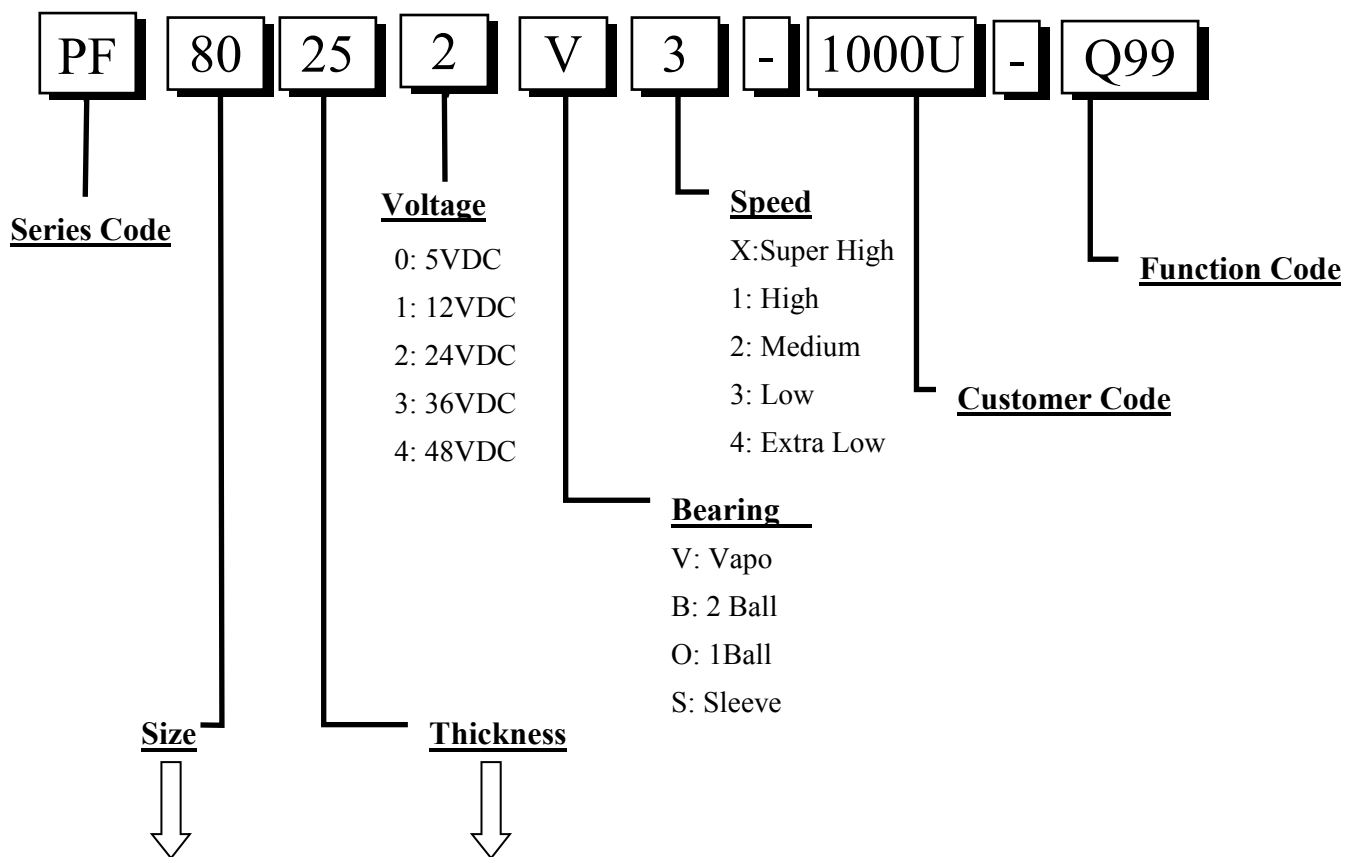 PF 80 25 2 V 3 - 1000U - Q99
Series Code
Voltage
0: 5VDC
1: 12VDC
2: 24VDC
3: 36VDC
4: 48VDC
Speed
X:Super High
1: High
2: Medium
3: Low
4: Extra Low
Function Code
Customer Code
Bearing
V: Vapo
B: 2 Ball
O: 1Ball
S: Sleeve
Size
Thickness